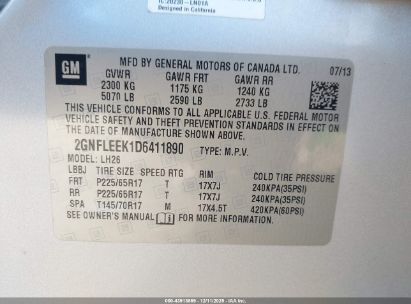 Designed in California
GM
MFD BY GENERAL MOTORS OF CANADA LTD.
07/13
GVWR GAWR FRT GAWR RR
2300 KG 1175 KG 1240 KG
5070 LB 2590 LB 2733 LB
THIS VEHICLE CONFORMS TO ALL APPLICABLE U.S. FEDERAL MOTOR
VEHICLE SAFETY, BUMPER, AND THEFT PREVENTION STANDARDS IN EFFECT ON
THE DATE OF MANUFACTURE SHOWN ABOVE.
2GNFLEEK1D6411890 TYPE: M.P.V.
MODEL: LH26
LBBJ TIRE SIZE SPEED RTG RIM COLD TIRE PRESSURE
FRT P225/65R17 T 17X7J 240KPA(35PSI)
RR P225/65R17 T 17X7J 240KPA(35PSI)
SPA T145/70R17 M 17X4.5T 420KPA(60PSI)
SEE OWNER'S MANUAL FOR MORE INFORMATION.